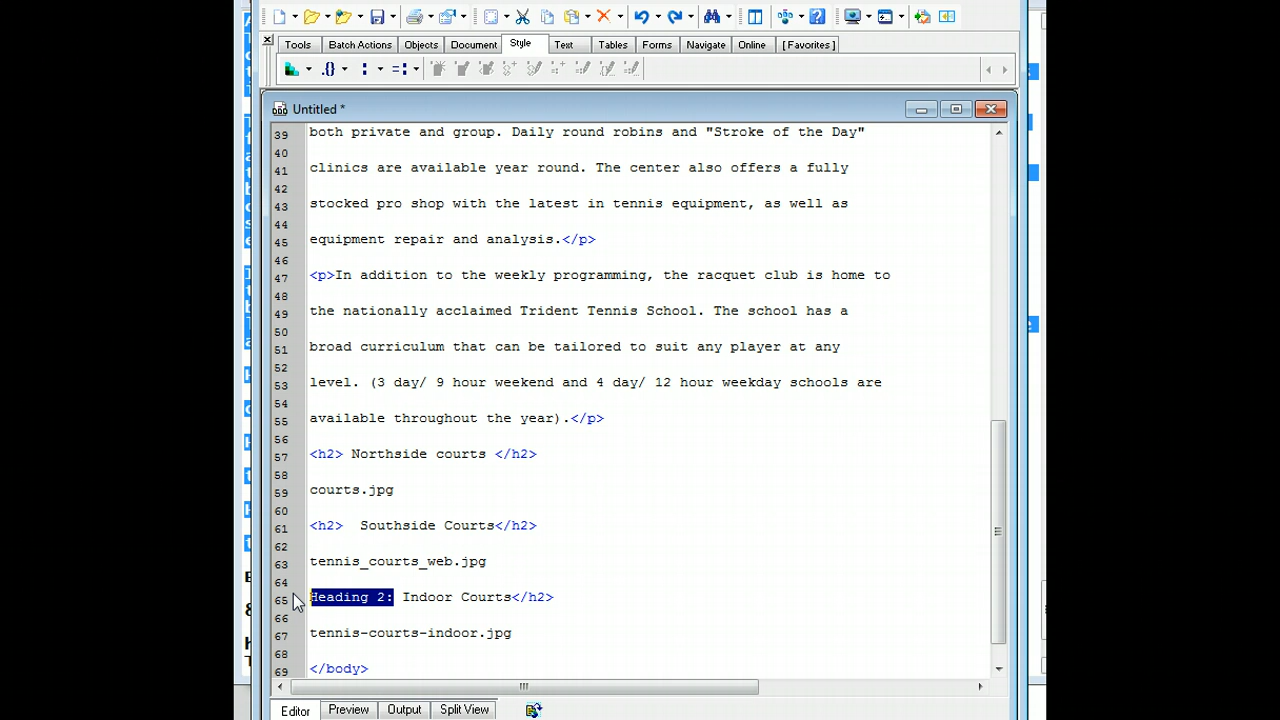 Tools Batch Actions Objects Document Style Text Tables Forms Navigate Online [Favorites]
Untitled *
39 both private and group. Daily round robins and "Stroke of the Day"
40
41 clinics are available year round. The center also offers a fully
42
43 stocked pro shop with the latest in tennis equipment, as well as
44
45 equipment repair and analysis.</p>
46
47 <p>In addition to the weekly programming, the racquet club is home to
48
49 the nationally acclaimed Trident Tennis School. The school has a
50
51 broad curriculum that can be tailored to suit any player at any
52
53 level. (3 day/ 9 hour weekend and 4 day/ 12 hour weekday schools are
54
55 available throughout the year).</p>
56
57 <h2> Northside courts </h2>
58
59 courts.jpg
60
61 <h2>  Southside Courts</h2>
62
63 tennis_courts_web.jpg
64
65 Heading 2: Indoor Courts</h2>
66
67 tennis-courts-indoor.jpg
68
69 </body>
Editor Preview Output Split View